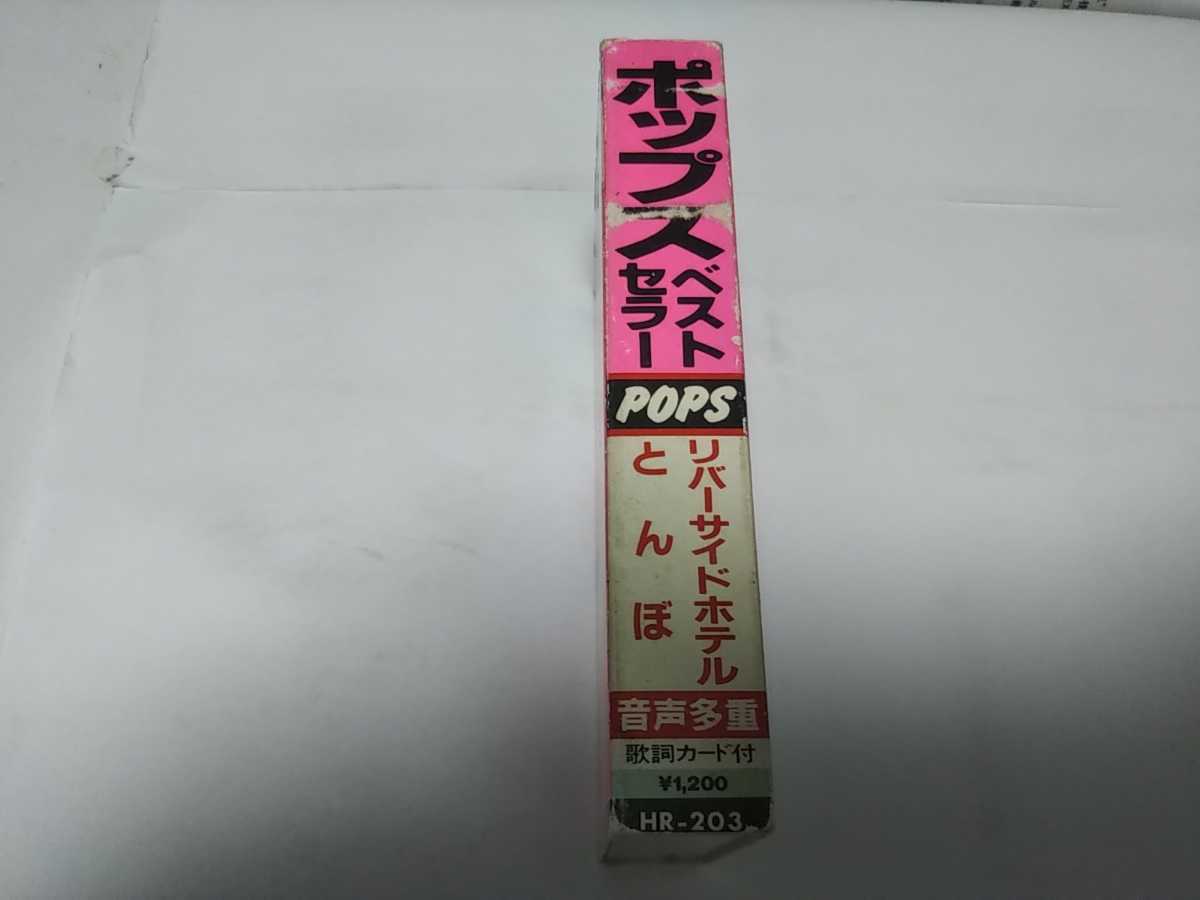 ポップス
ベスト
セラー
POPS
リバーサイドホテル
とんぼ
音声多重
歌詞カード付
¥1,200
HR-203